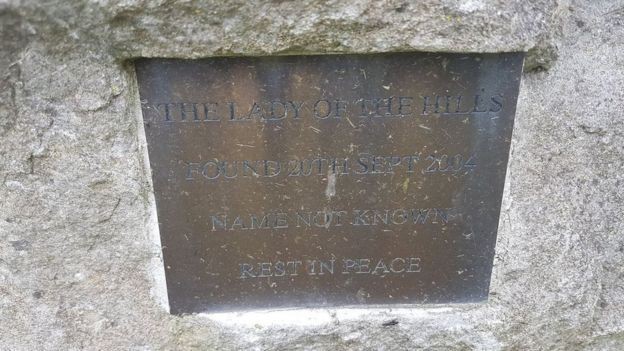 THE LADY OF THE HILLS
FOUND 20TH SEPT 2004
NAME NOT KNOWN
REST IN PEACE